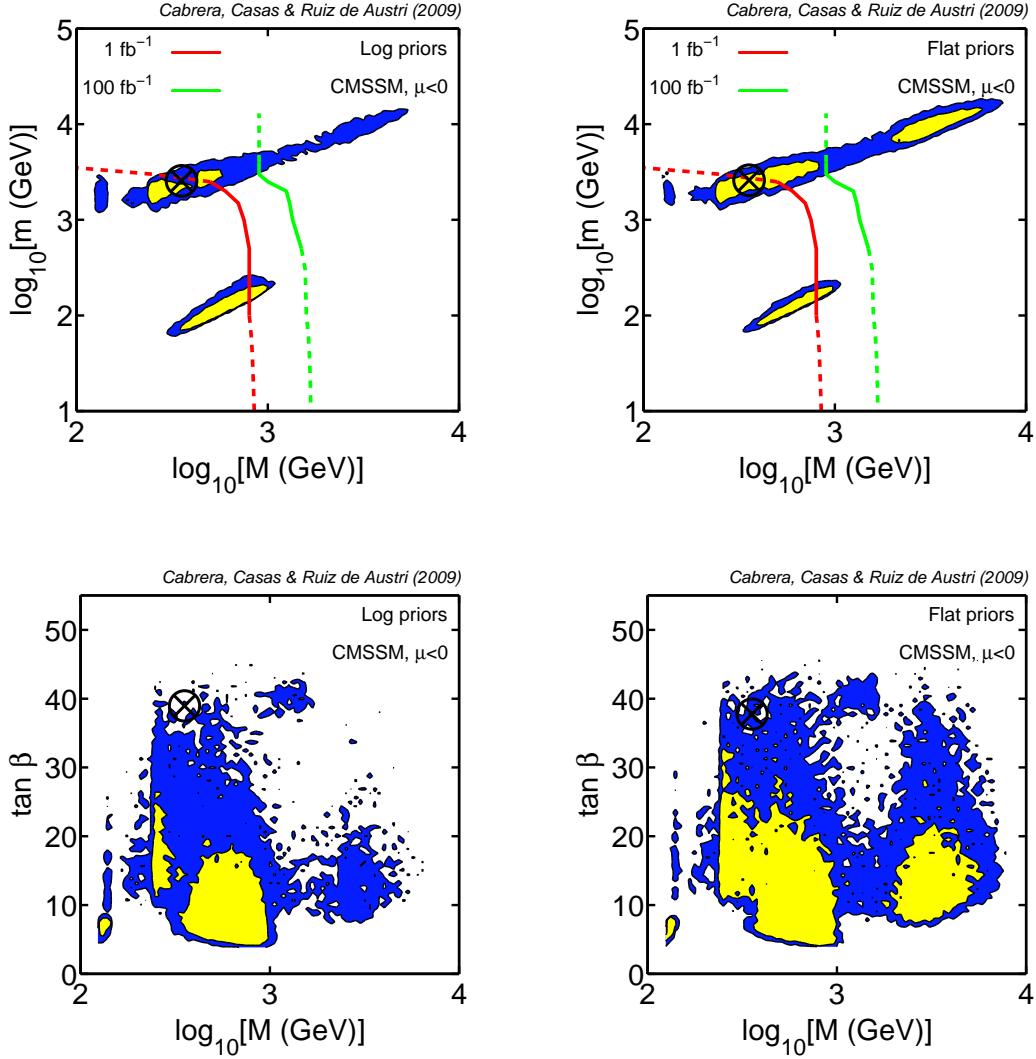 Cabrera, Casas & Ruiz de Austri (2009)
1 fb⁻¹
100 fb⁻¹
Log priors
CMSSM, μ<0
5
4
3
2
1
log₁₀[m (GeV)]
2
3
4
log₁₀[M (GeV)]
Cabrera, Casas & Ruiz de Austri (2009)
1 fb⁻¹
100 fb⁻¹
Flat priors
CMSSM, μ<0
5
4
3
2
1
log₁₀[m (GeV)]
2
3
4
log₁₀[M (GeV)]
Cabrera, Casas & Ruiz de Austri (2009)
Log priors
CMSSM, μ<0
50
40
30
20
10
0
tan β
2
3
4
log₁₀[M (GeV)]
Cabrera, Casas & Ruiz de Austri (2009)
Flat priors
CMSSM, μ<0
50
40
30
20
10
0
tan β
2
3
4
log₁₀[M (GeV)]